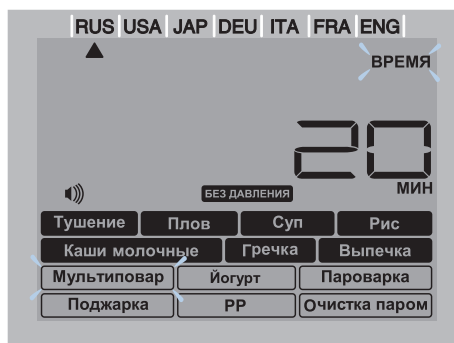 RUS USA JAP DEU ITA FRA ENG
ВРЕМЯ
20
МИН
БЕЗ ДАВЛЕНИЯ
Тушение Плов Суп Рис
Каши молочные Гречка Выпечка
Мультиповар Йогурт Пароварка
Поджарка РР Очистка паром